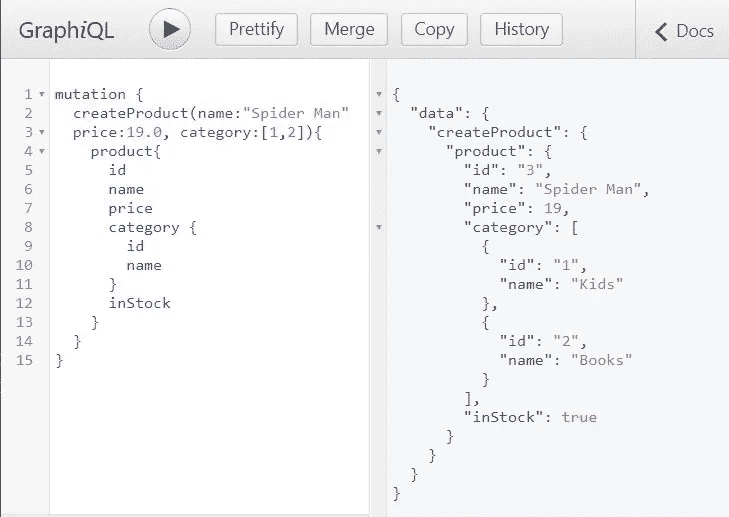 GraphiQL Prettify Merge Copy History Docs
1 mutation {
2 createProduct(name:"Spider Man"
3 price:19.0, category:[1,2]){
4 product{
5 id
6 name
7 price
8 category {
9 id
10 name
11 }
12 inStock
13 }
14 }
15 }
{
"data": {
"createProduct": {
"product": {
"id": "3",
"name": "Spider Man",
"price": 19,
"category": [
{
"id": "1",
"name": "Kids"
},
{
"id": "2",
"name": "Books"
}
],
"inStock": true
}
}
}
}